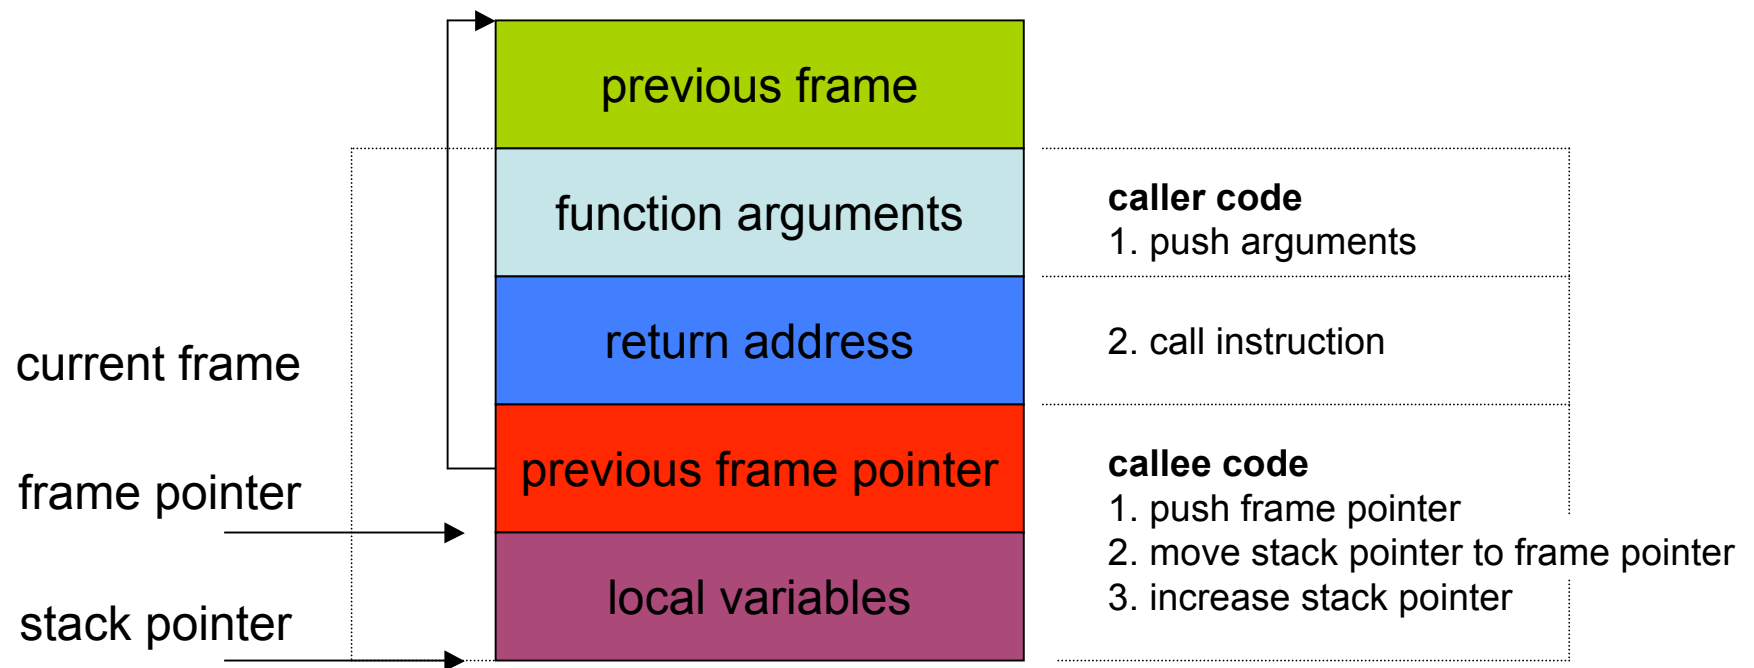 previous frame
function arguments
caller code
1. push arguments
return address
2. call instruction
current frame
previous frame pointer
frame pointer
callee code
1. push frame pointer
2. move stack pointer to frame pointer
3. increase stack pointer
local variables
stack pointer